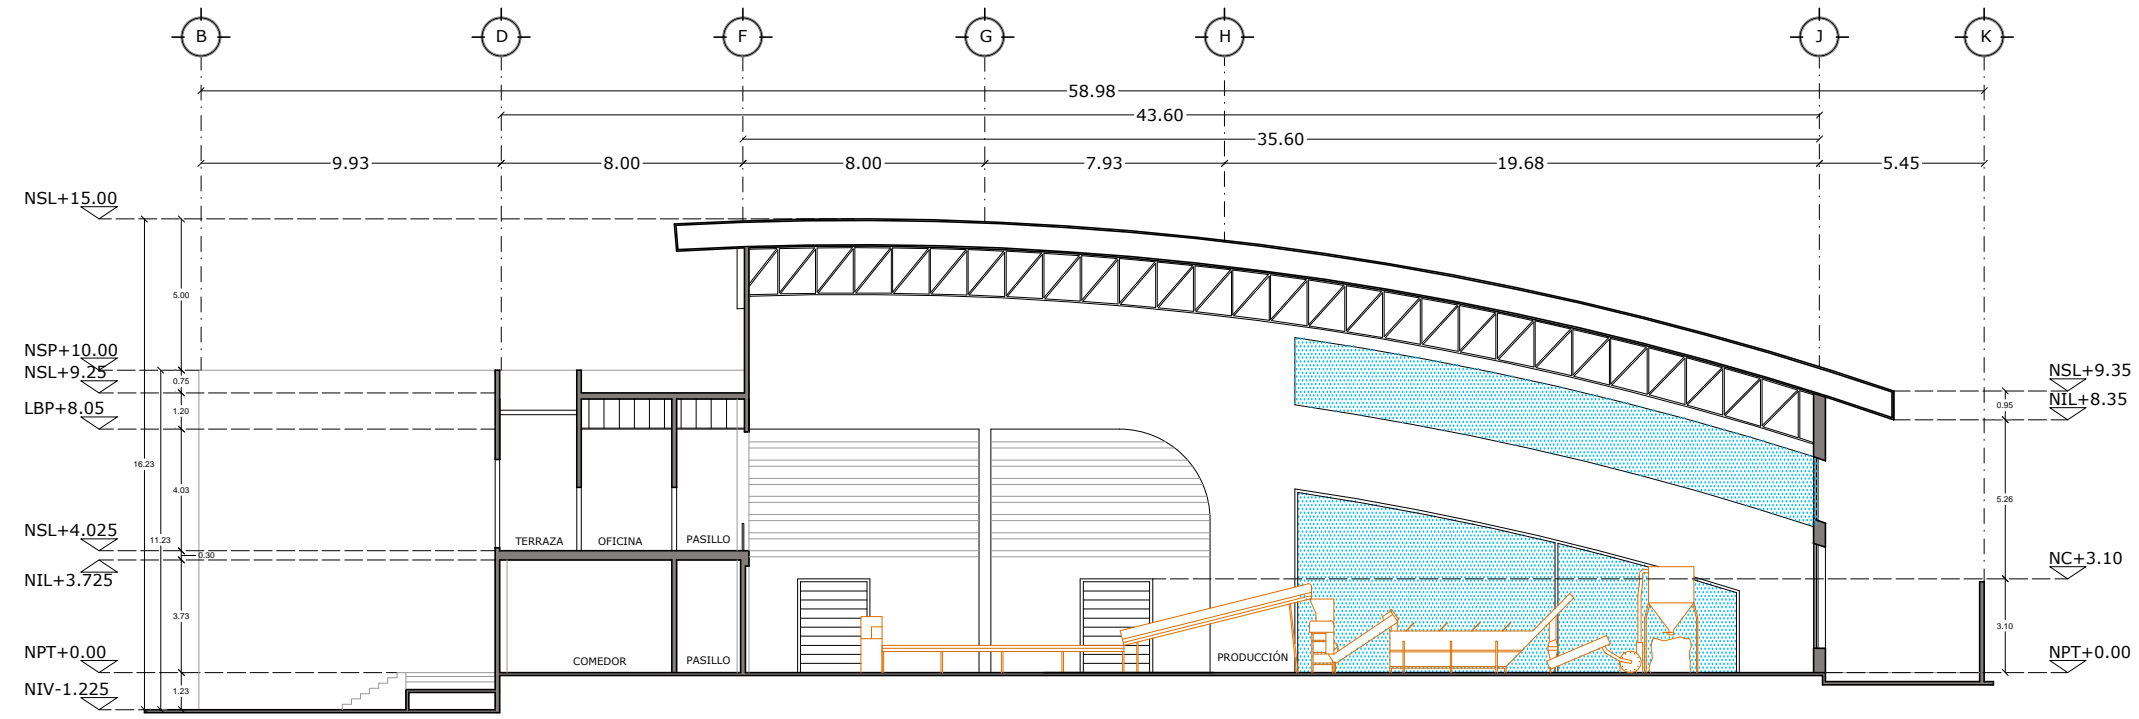 B D F G H J K
58.98
43.60
35.60
9.93 8.00 8.00 7.93 19.68 5.45
NSL+15.00
5.00
NSP+10.00
NSL+9.25
0.75
NSL+9.35
NIL+8.35
0.95
LBP+8.05
1.20
16.23
4.03
5.26
NSL+4.025
11.23
0.30
TERRAZA OFICINA PASILLO
NC+3.10
NIL+3.725
3.73
3.10
NPT+0.00
COMEDOR PASILLO PRODUCCIÓN
NPT+0.00
NIV-1.225
1.23